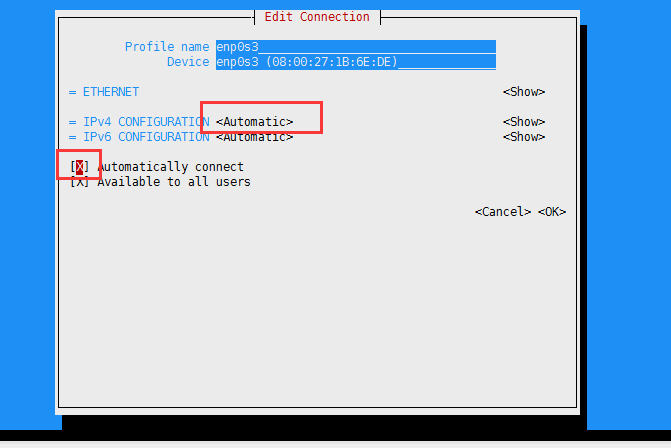 Edit Connection
Profile name enp0s3
Device enp0s3 (08:00:27:1B:6E:DE)
= ETHERNET <Show>
= IPv4 CONFIGURATION <Automatic> <Show>
= IPv6 CONFIGURATION <Automatic> <Show>
[X] Automatically connect
[X] Available to all users
<Cancel> <OK>